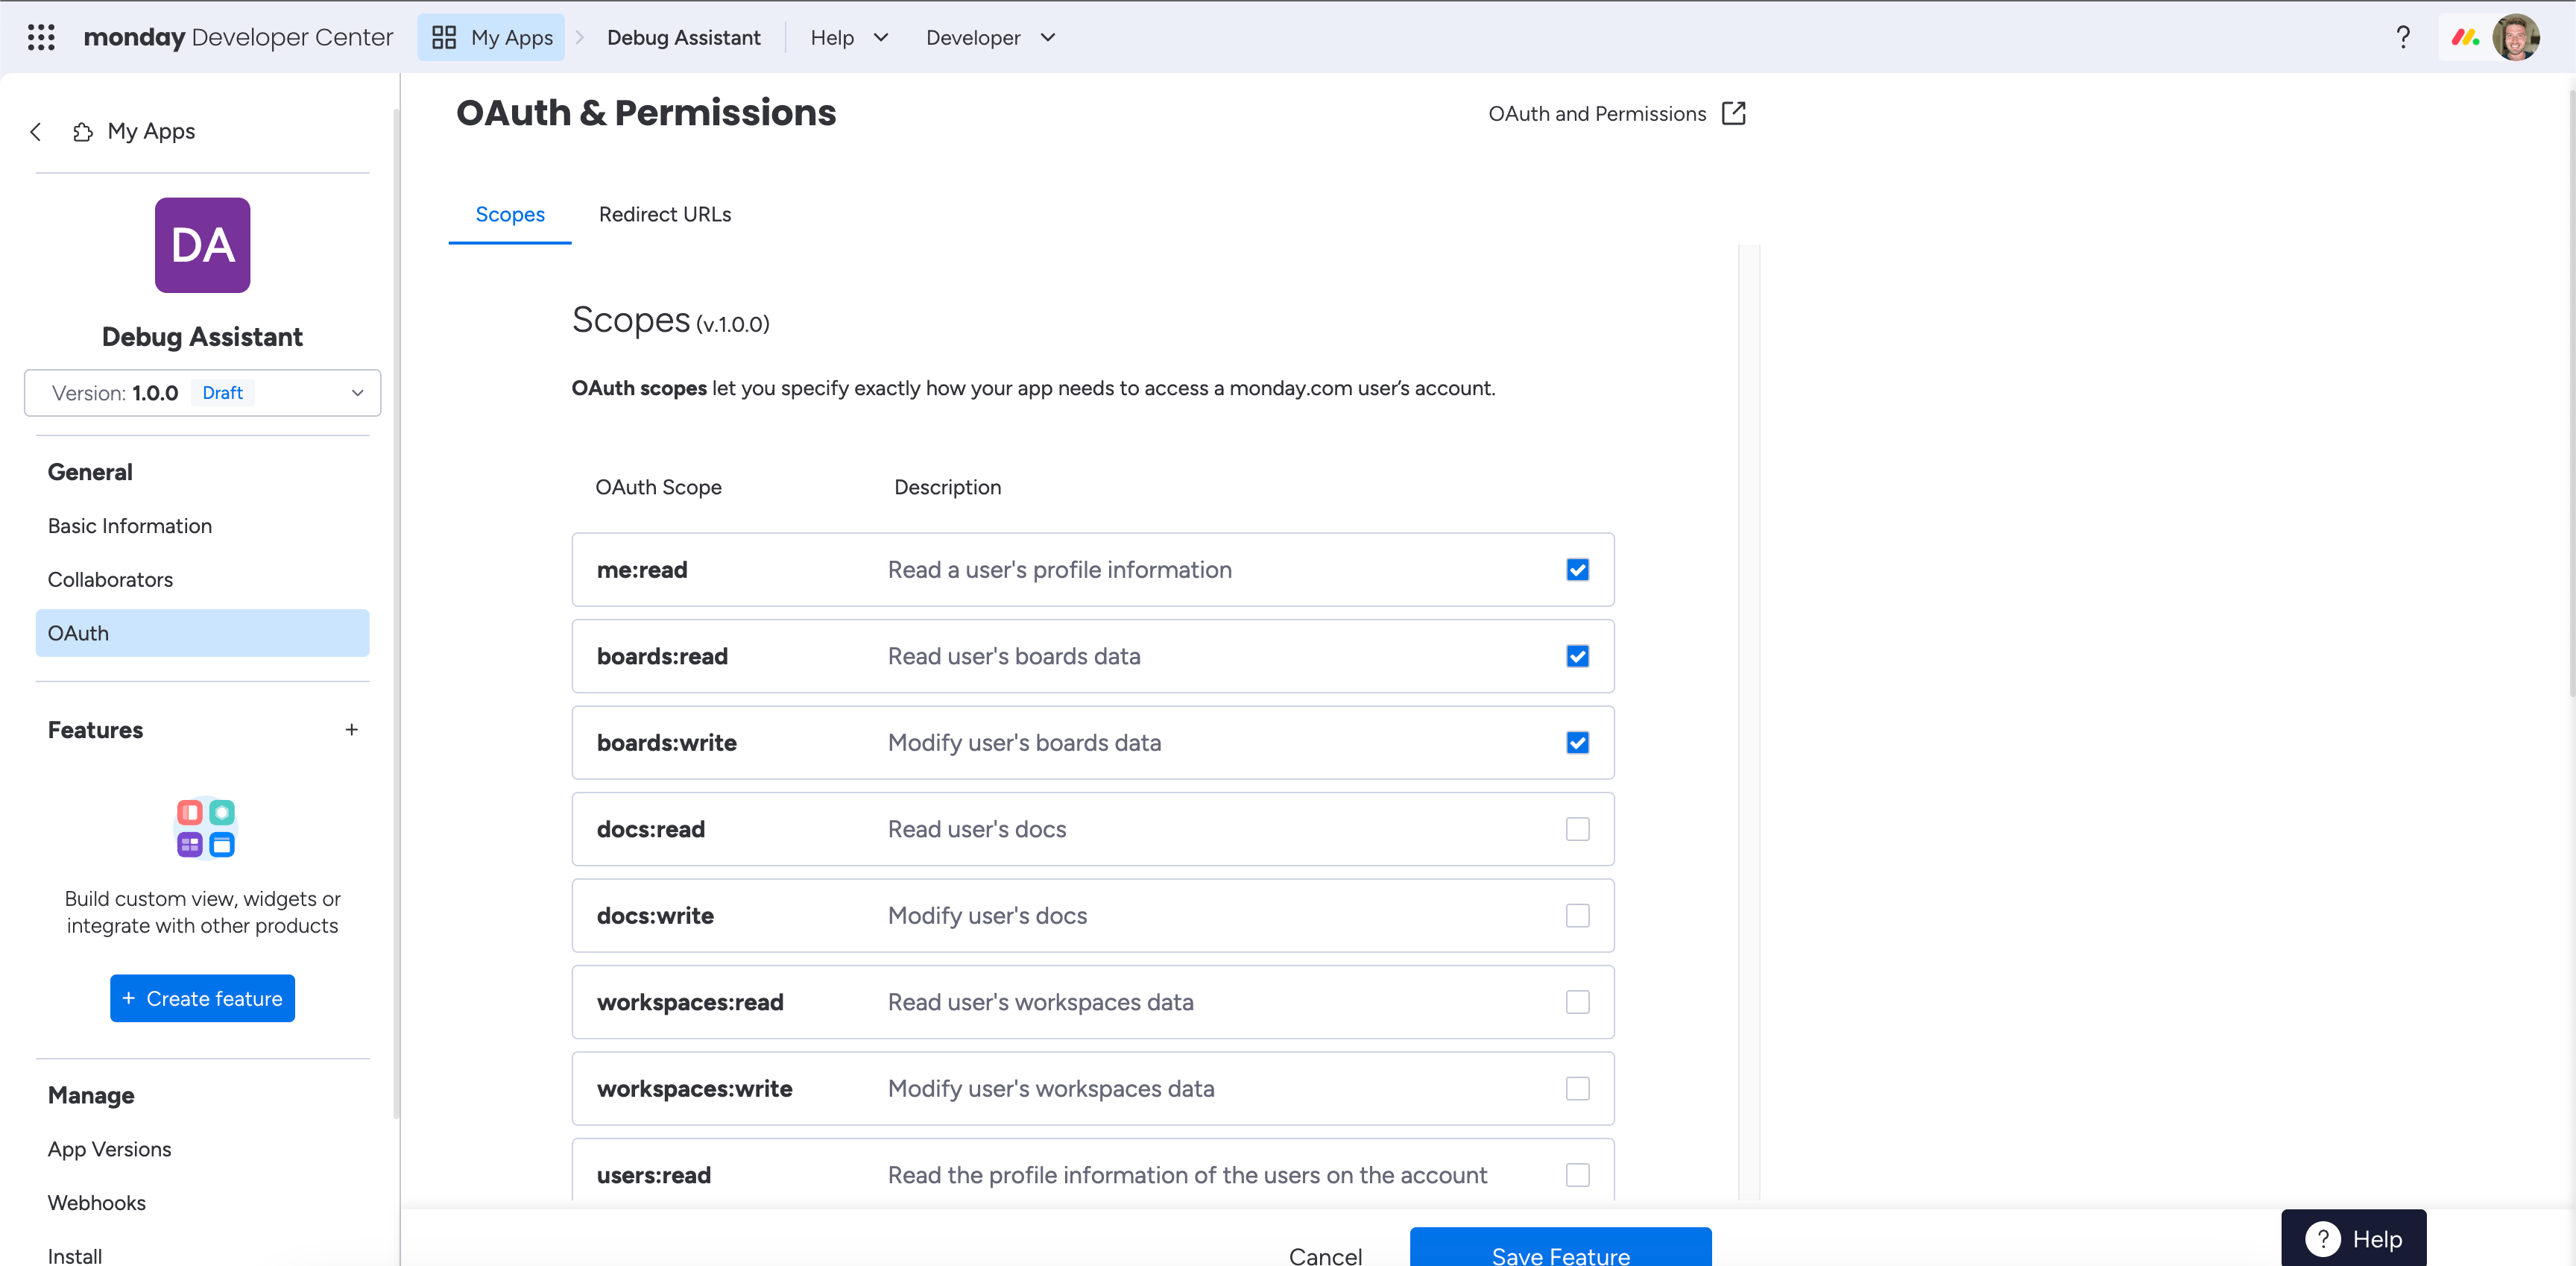 monday Developer Center
My Apps
Debug Assistant
Help
Developer
?
My Apps
DA
Debug Assistant
Version: 1.0.0 Draft
General
Basic Information
Collaborators
OAuth
Features
+
Build custom view, widgets or
integrate with other products
+ Create feature
Manage
App Versions
Webhooks
Install
OAuth & Permissions
OAuth and Permissions
Scopes
Redirect URLs
Scopes (v.1.0.0)
OAuth scopes let you specify exactly how your app needs to access a monday.com user’s account.
OAuth Scope Description
me:read Read a user's profile information
boards:read Read user's boards data
boards:write Modify user's boards data
docs:read Read user's docs
docs:write Modify user's docs
workspaces:read Read user's workspaces data
workspaces:write Modify user's workspaces data
users:read Read the profile information of the users on the account
Cancel
Save Feature
? Help